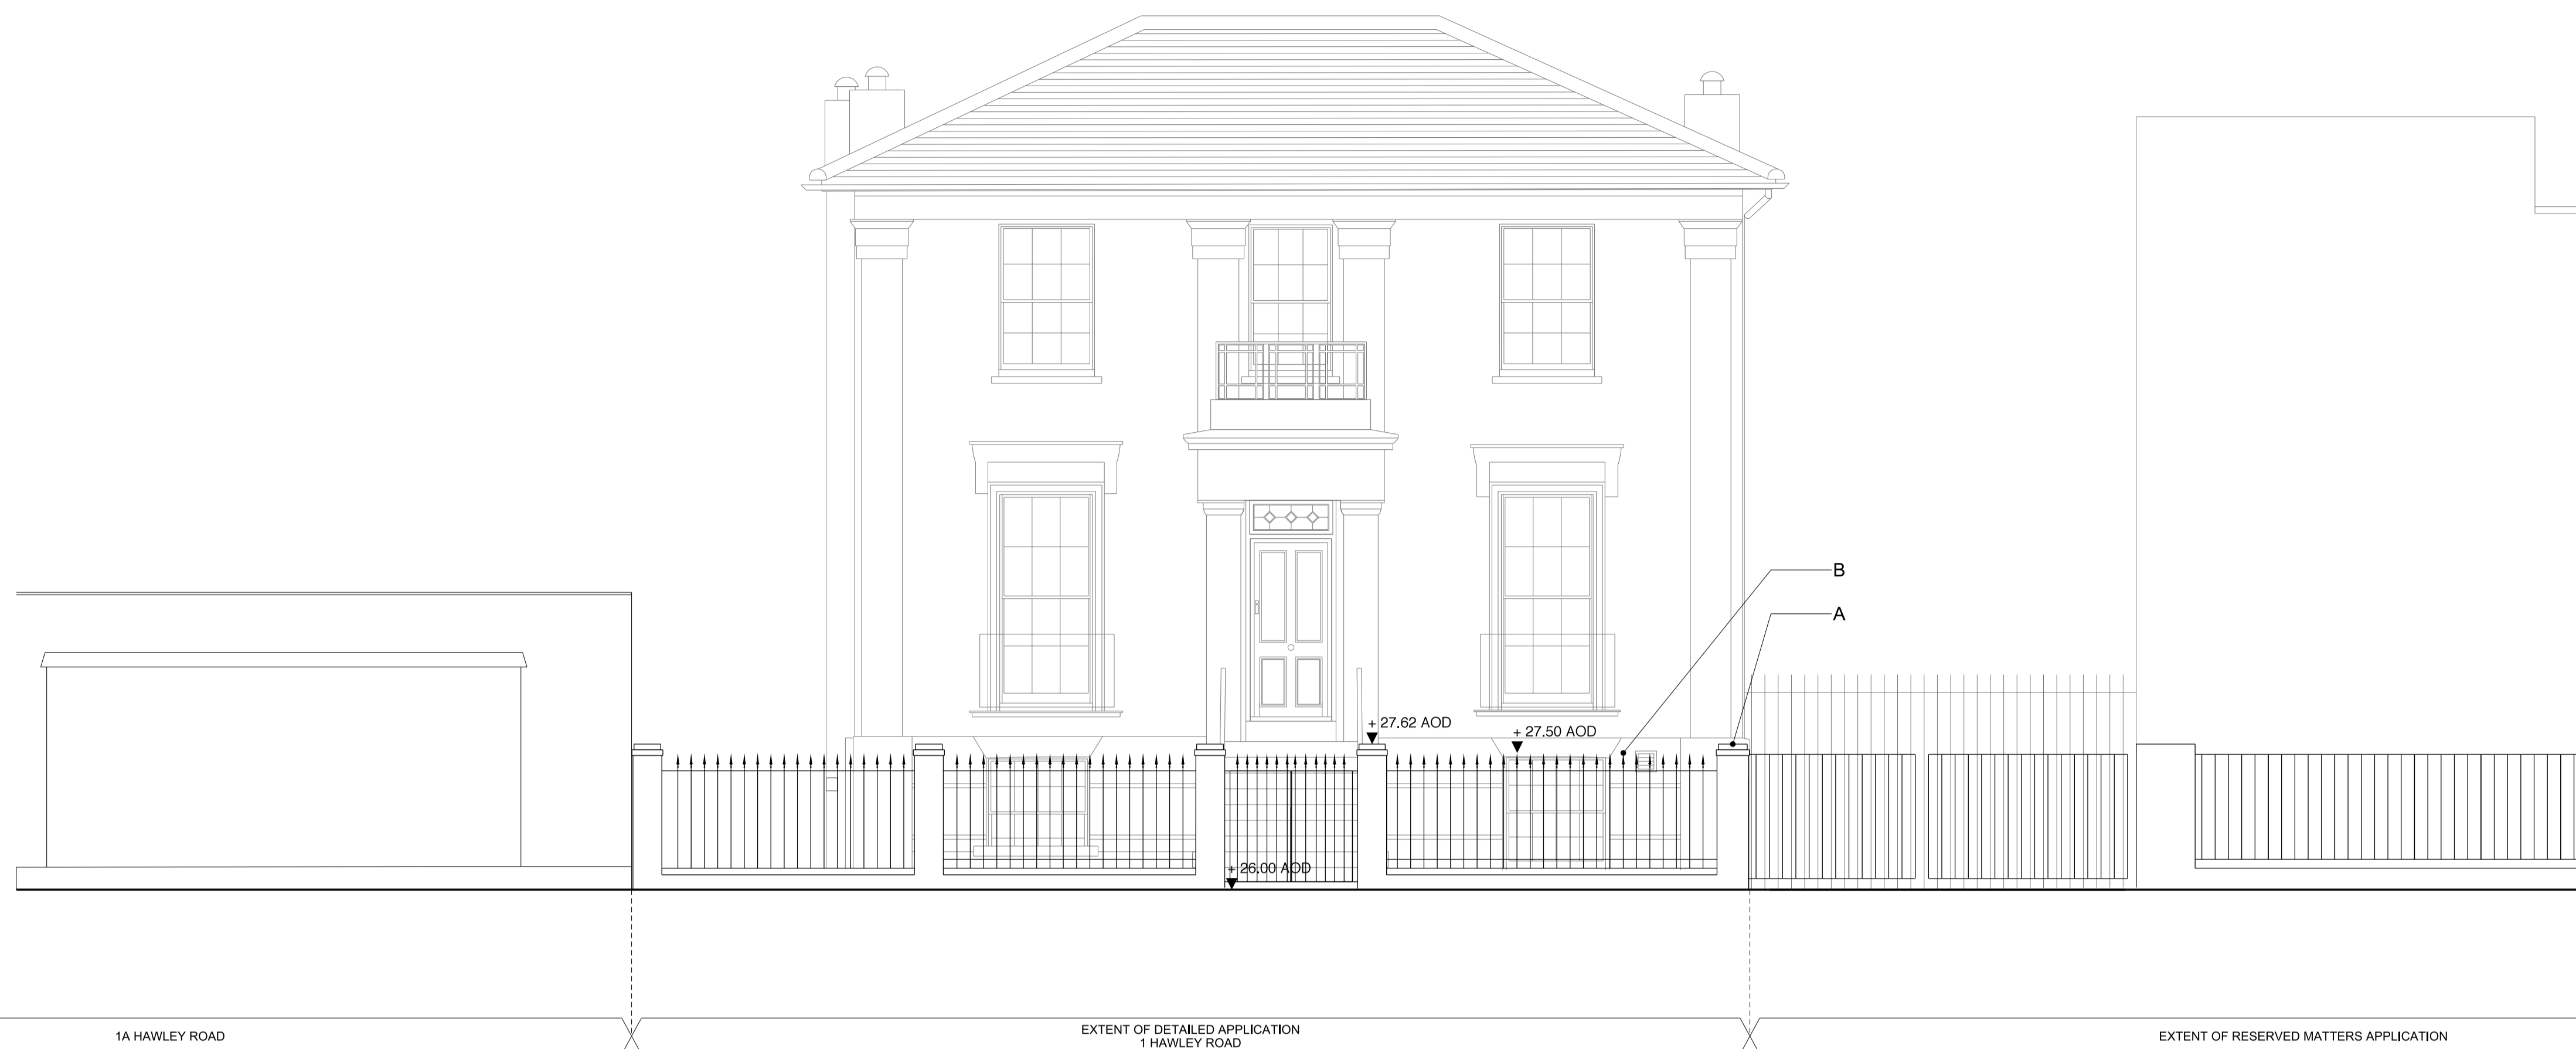 B
A
+ 27.62 AOD
+ 27.50 AOD
+ 26.00 AOD
1A HAWLEY ROAD
EXTENT OF DETAILED APPLICATION
1 HAWLEY ROAD
EXTENT OF RESERVED MATTERS APPLICATION